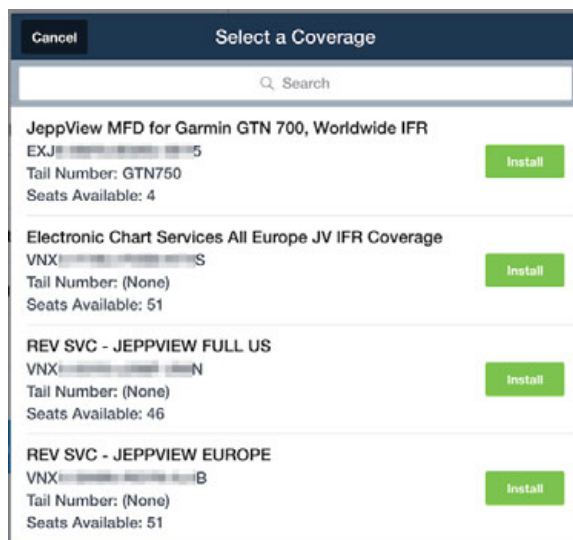 Cancel
Select a Coverage
Search
JeppView MFD for Garmin GTN 700, Worldwide IFR
EXJ 5
Install
Tail Number: GTN750
Seats Available: 4
Electronic Chart Services All Europe JV IFR Coverage
VNX S
Install
Tail Number: (None)
Seats Available: 51
REV SVC - JEPPVIEW FULL US
VNX N
Install
Tail Number: (None)
Seats Available: 46
REV SVC - JEPPVIEW EUROPE
VNX B
Install
Tail Number: (None)
Seats Available: 51